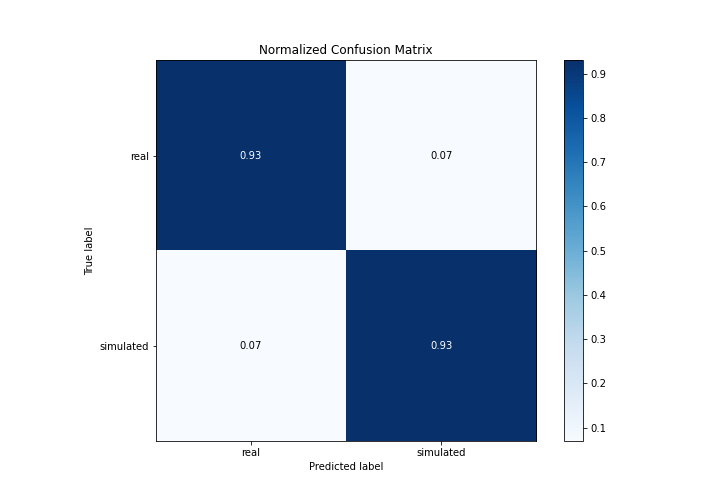 Normalized Confusion Matrix
True label
real
simulated
0.93
0.07
0.07
0.93
real
simulated
Predicted label
0.9
0.8
0.7
0.6
0.5
0.4
0.3
0.2
0.1